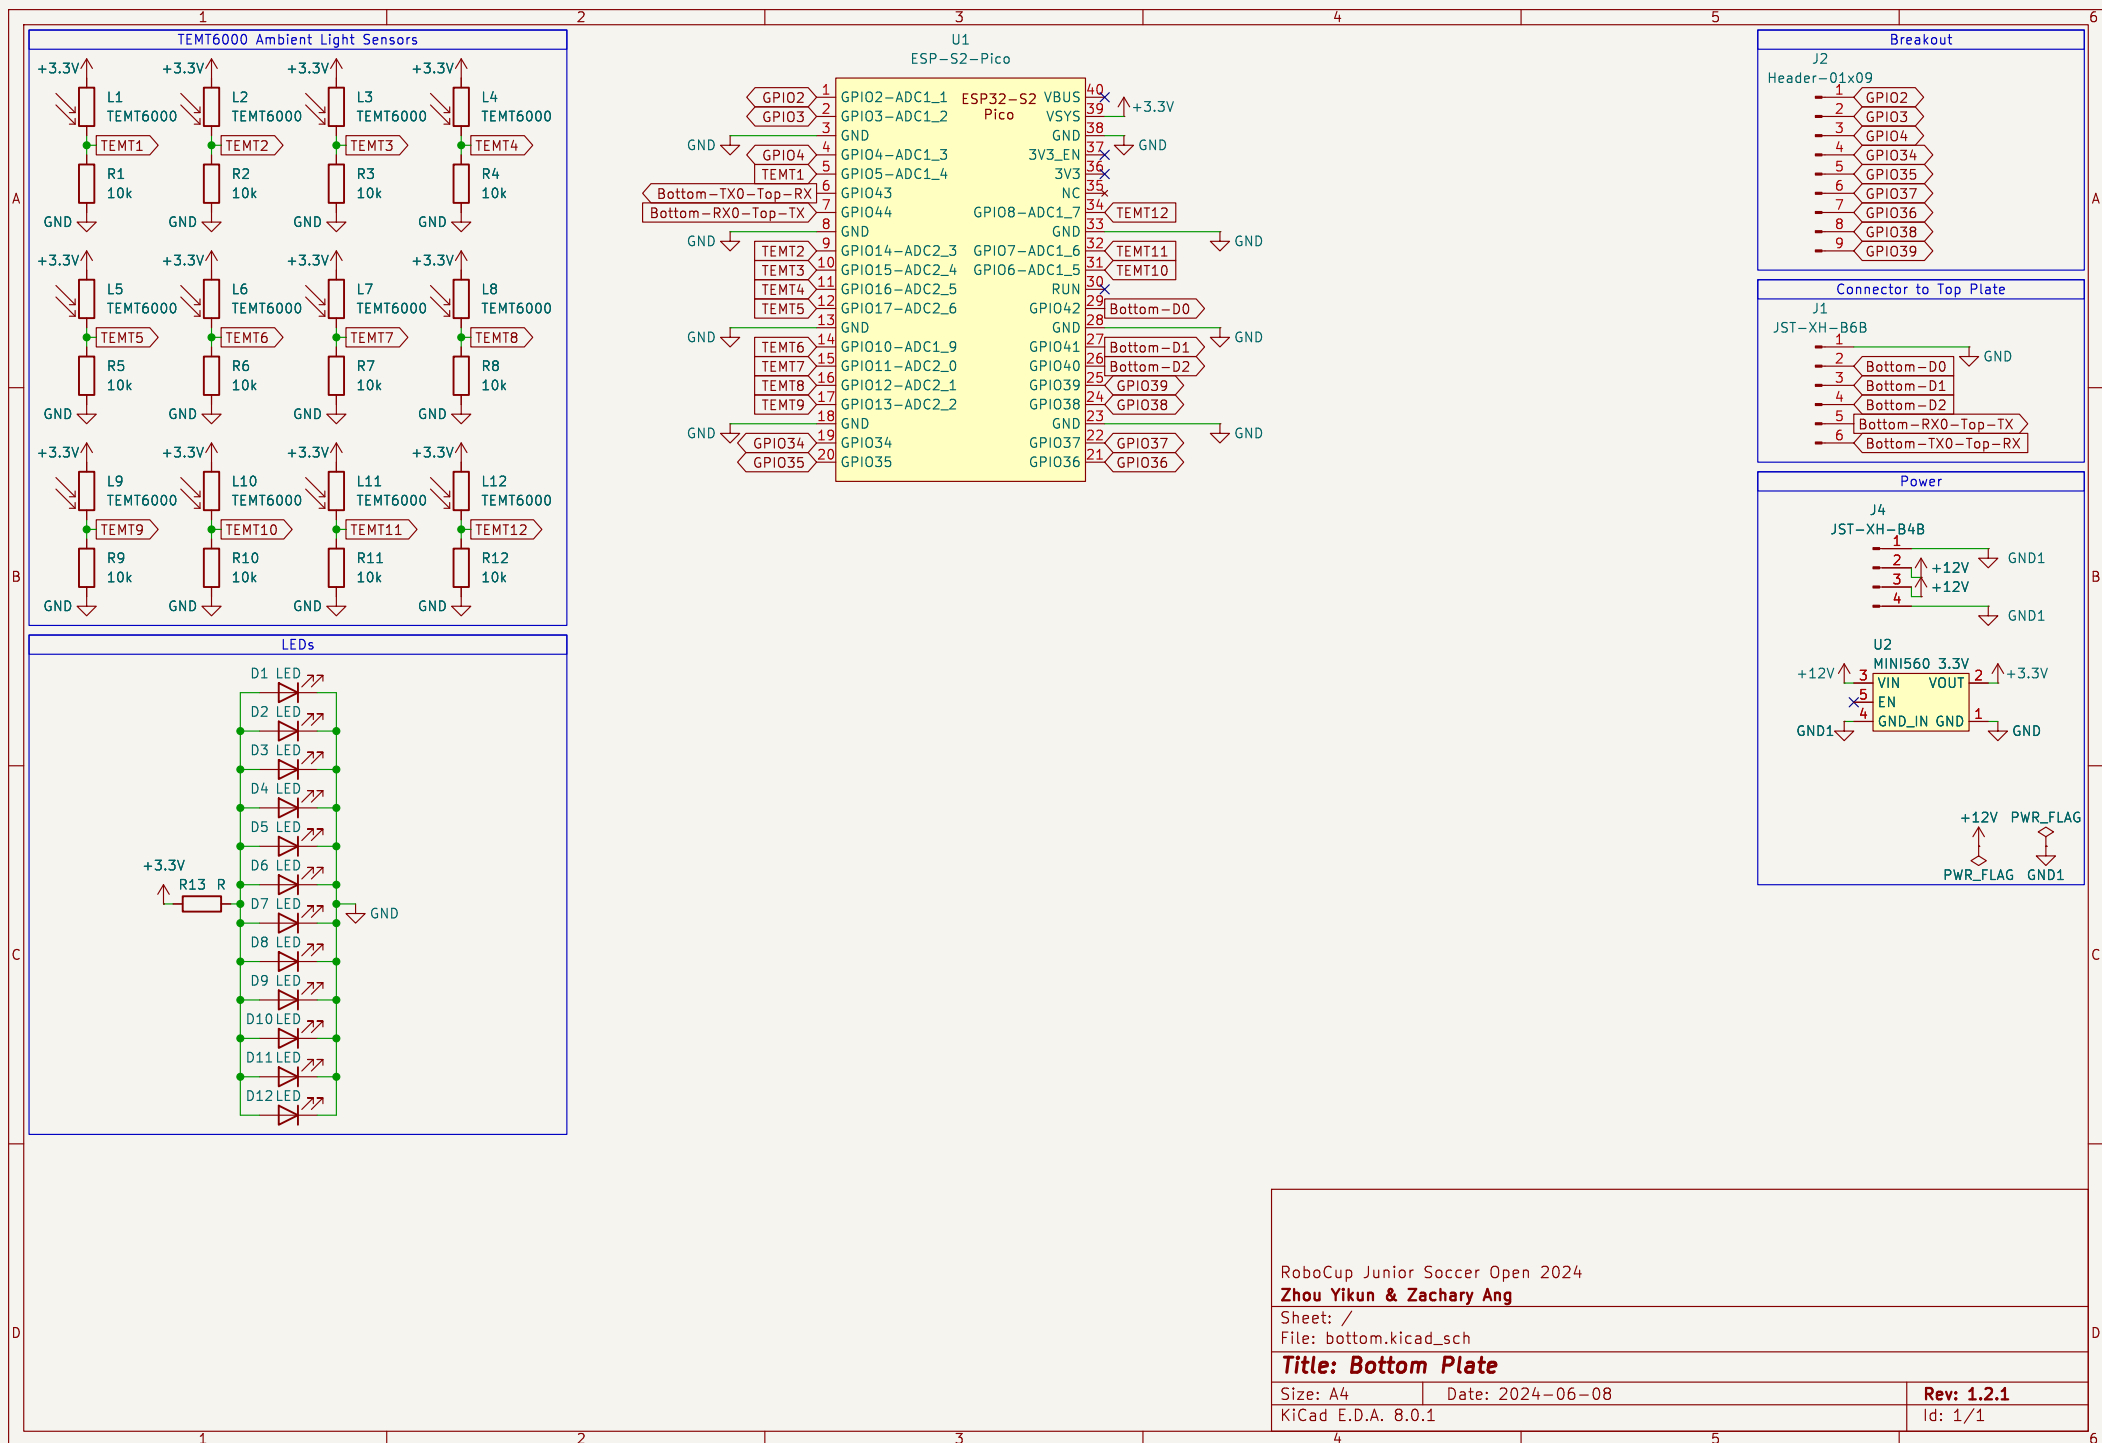 1 2 3 4 5 6
TEMT6000 Ambient Light Sensors
+3.3V +3.3V +3.3V +3.3V
L1 L2 L3 L4
TEMT6000 TEMT6000 TEMT6000 TEMT6000
TEMT1 TEMT2 TEMT3 TEMT4
R1 R2 R3 R4
10k 10k 10k 10k
GND GND GND GND
+3.3V +3.3V +3.3V +3.3V
L5 L6 L7 L8
TEMT6000 TEMT6000 TEMT6000 TEMT6000
TEMT5 TEMT6 TEMT7 TEMT8
R5 R6 R7 R8
10k 10k 10k 10k
GND GND GND GND
+3.3V +3.3V +3.3V +3.3V
L9 L10 L11 L12
TEMT6000 TEMT6000 TEMT6000 TEMT6000
TEMT9 TEMT10 TEMT11 TEMT12
R9 R10 R11 R12
10k 10k 10k 10k
GND GND GND GND
LEDs
D1 LED
D2 LED
D3 LED
D4 LED
D5 LED
D6 LED
+3.3V
R13 R
D7 LED
GND
D8 LED
D9 LED
D10 LED
D11 LED
D12 LED
U1
ESP-S2-Pico
ESP32-S2
Pico
GPIO2 1 GPIO2-ADC1_1 VBUS 40
GPIO3 2 GPIO3-ADC1_2 VSYS 39 +3.3V
GND 3 GND GND 38 GND
GPIO4 4 GPIO4-ADC1_3 3V3_EN 37
TEMT1 5 GPIO5-ADC1_4 3V3 36
Bottom-TX0-Top-RX 6 GPIO43 NC 35
Bottom-RX0-Top-TX 7 GPIO44 GPIO8-ADC1_7 34 TEMT12
GND 8 GND GND 33 GND
TEMT2 9 GPIO14-ADC2_3 GPIO7-ADC1_6 32 TEMT11
TEMT3 10 GPIO15-ADC2_4 GPIO6-ADC1_5 31 TEMT10
TEMT4 11 GPIO16-ADC2_5 RUN 30
TEMT5 12 GPIO17-ADC2_6 GPIO42 29 Bottom-D0
GND 13 GND GND 28 GND
TEMT6 14 GPIO10-ADC1_9 GPIO41 27 Bottom-D1
TEMT7 15 GPIO11-ADC2_0 GPIO40 26 Bottom-D2
TEMT8 16 GPIO12-ADC2_1 GPIO39 25 GPIO39
TEMT9 17 GPIO13-ADC2_2 GPIO38 24 GPIO38
GND 18 GND GND 23 GND
GPIO34 19 GPIO34 GPIO37 22 GPIO37
GPIO35 20 GPIO35 GPIO36 21 GPIO36
Breakout
J2
Header-01x09
1 GPIO2
2 GPIO3
3 GPIO4
4 GPIO34
5 GPIO35
6 GPIO37
7 GPIO36
8 GPIO38
9 GPIO39
Connector to Top Plate
J1
JST-XH-B6B
1 GND
2 Bottom-D0
3 Bottom-D1
4 Bottom-D2
5 Bottom-RX0-Top-TX
6 Bottom-TX0-Top-RX
Power
J4
JST-XH-B4B
1 GND1
2 +12V
3 +12V
4 GND1
U2
MINI560 3.3V
+12V 3 VIN VOUT 2 +3.3V
5 EN
GND1 4 GND_IN GND 1 GND
+12V PWR_FLAG
PWR_FLAG GND1
A A
B B
C C
D D
RoboCup Junior Soccer Open 2024
Zhou Yikun & Zachary Ang
Sheet: /
File: bottom.kicad_sch
Title: Bottom Plate
Size: A4 Date: 2024-06-08 Rev: 1.2.1
KiCad E.D.A. 8.0.1 Id: 1/1
1 2 3 4 5 6